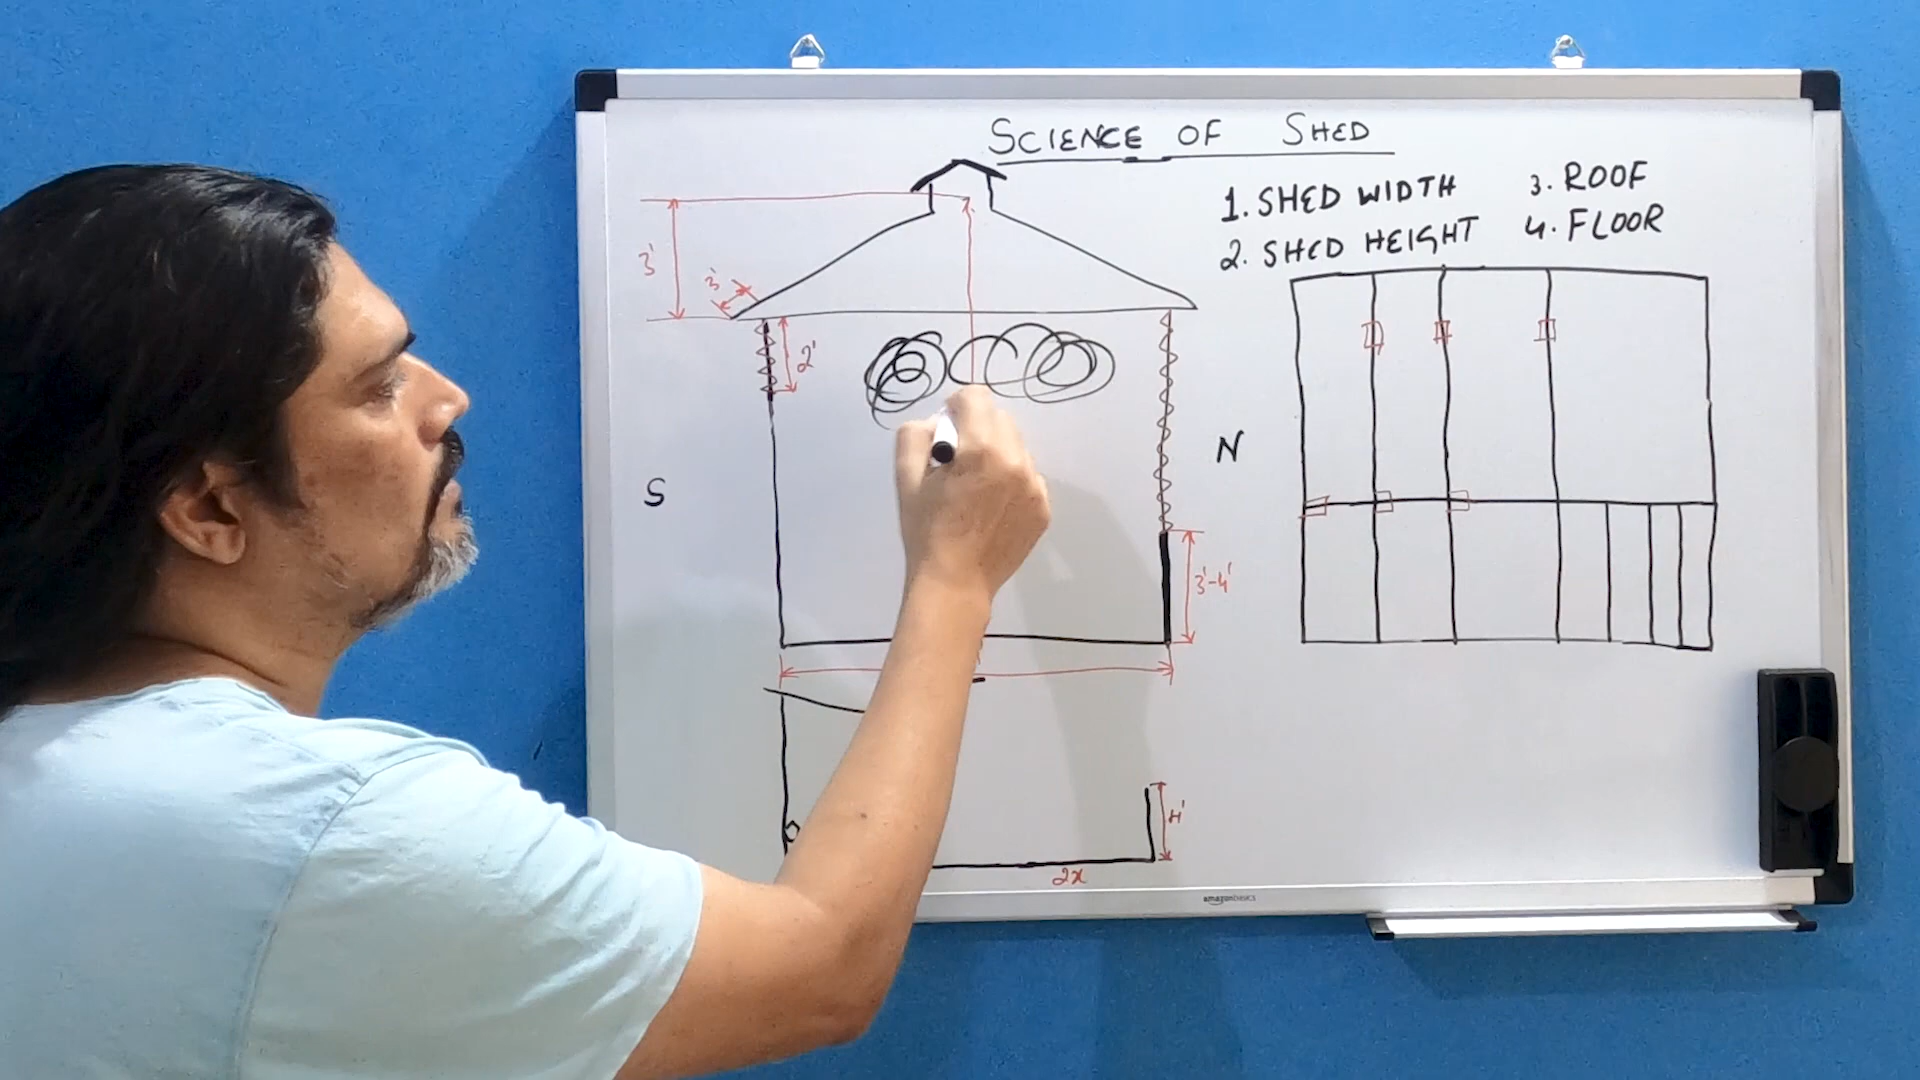 SCIENCE OF SHED
1. SHED WIDTH
2. SHED HEIGHT
3. ROOF
4. FLOOR
3'
3'
2'
S
N
3'-4'
H'
2x
amazonbasics